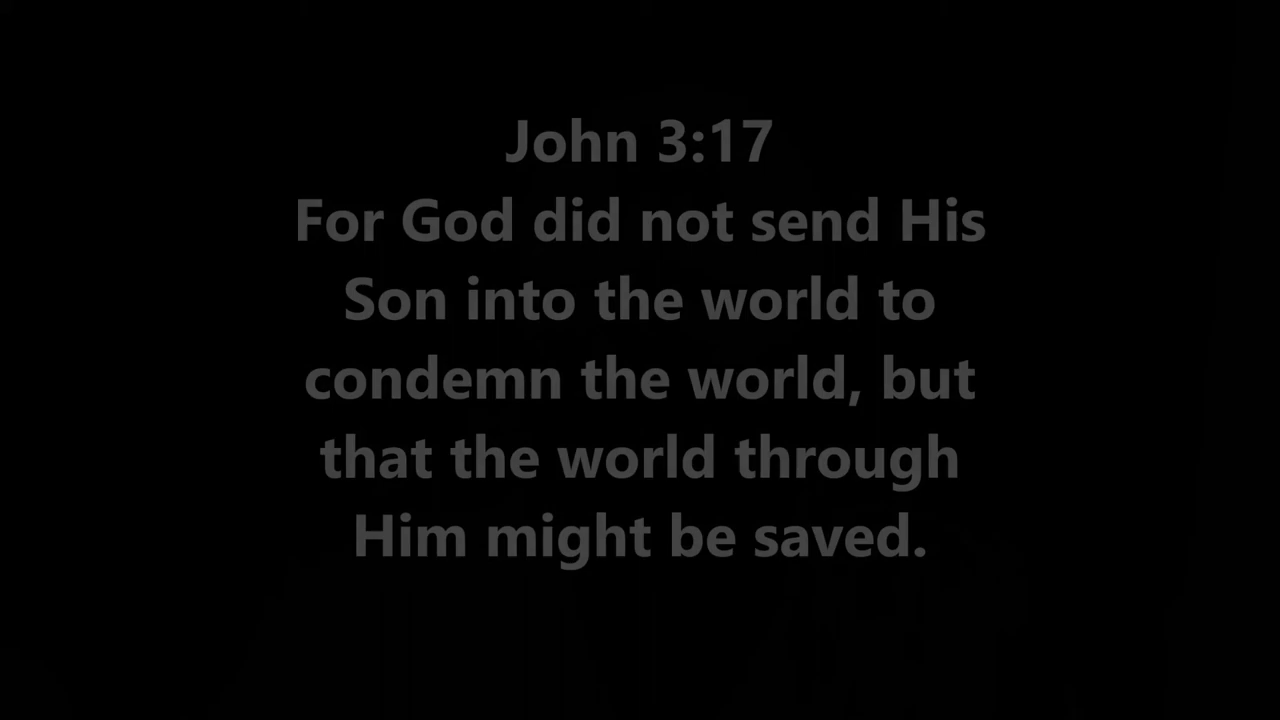 John 3:17
For God did not send His
Son into the world to
condemn the world, but
that the world through
Him might be saved.